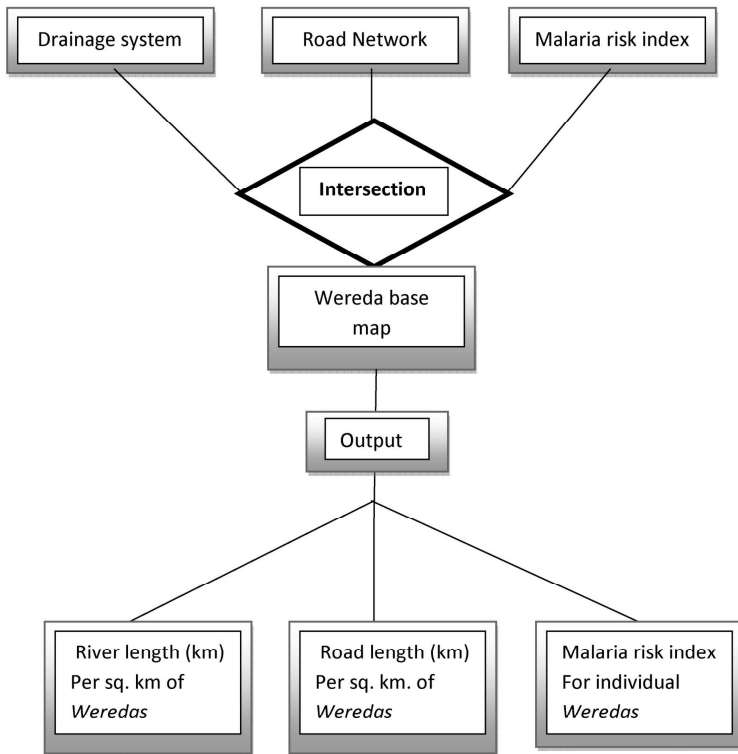 Drainage system
Road Network
Malaria risk index
Intersection
Wereda base
map
Output
River length (km)
Per sq. km of
Weredas
Road length (km)
Per sq. km. of
Weredas
Malaria risk index
For individual
Weredas